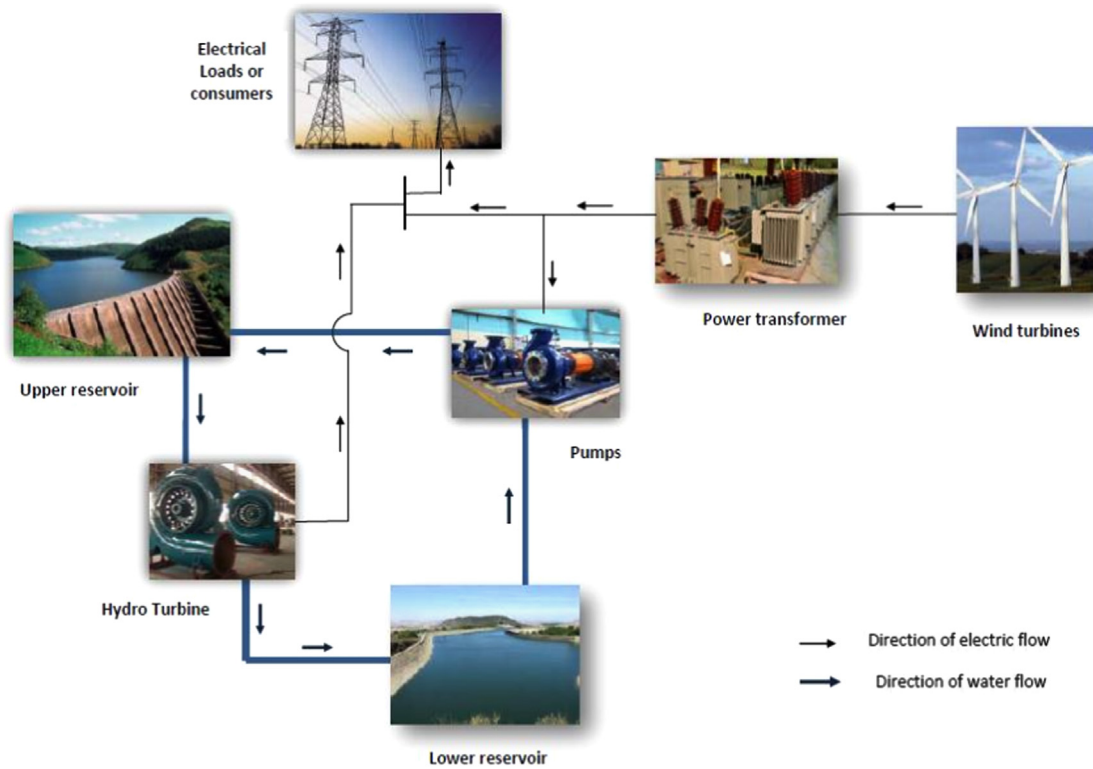 Electrical
Loads or
consumers
Power transformer
Wind turbines
Upper reservoir
Pumps
Hydro Turbine
Direction of electric flow
Direction of water flow
Lower reservoir